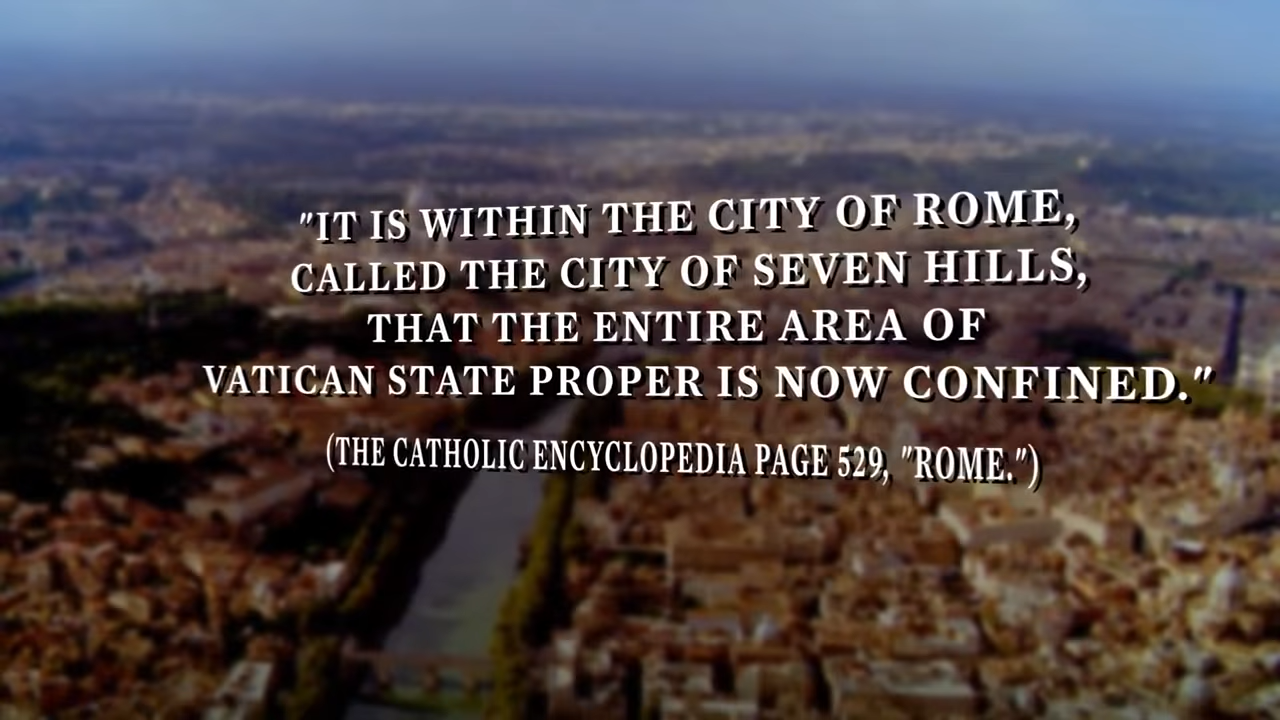 "IT IS WITHIN THE CITY OF ROME,
CALLED THE CITY OF SEVEN HILLS,
THAT THE ENTIRE AREA OF
VATICAN STATE PROPER IS NOW CONFINED."
(THE CATHOLIC ENCYCLOPEDIA PAGE 529, "ROME.")